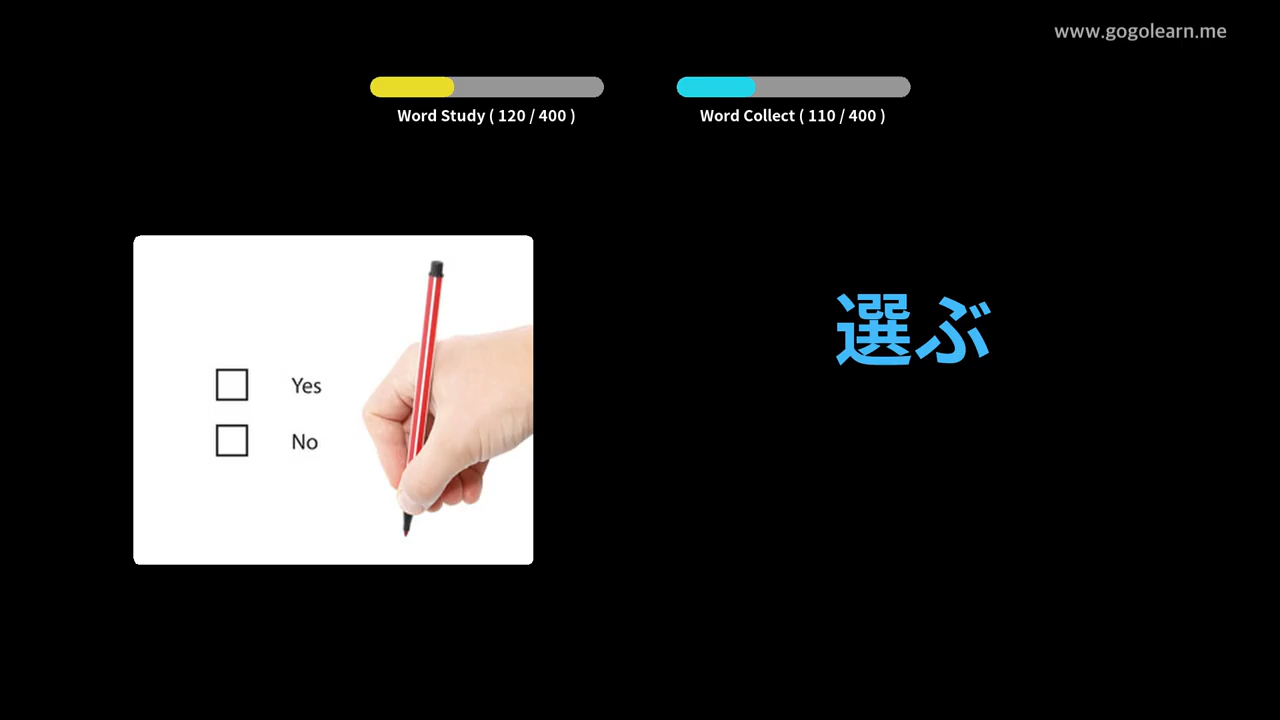 www.gogolearn.me
Word Study ( 120 / 400 )
Word Collect ( 110 / 400 )
選ぶ
Yes
No